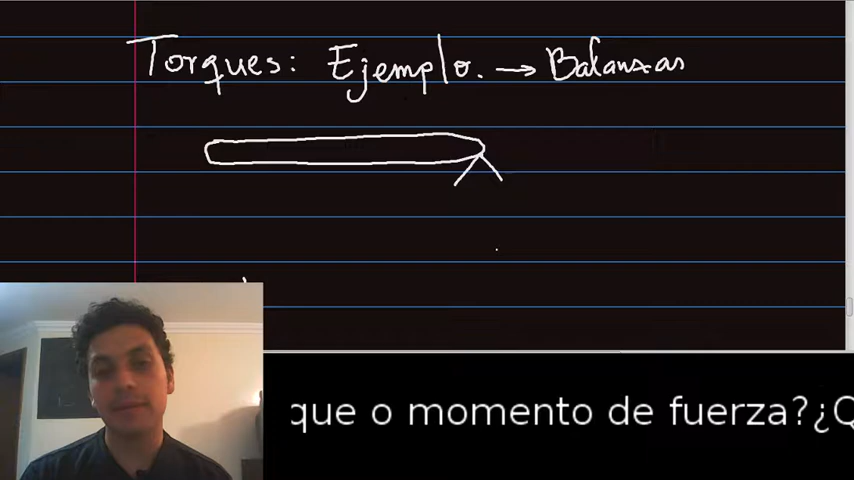 Torques: Ejemplo. → Balanzas
que o momento de fuerza?¿Q